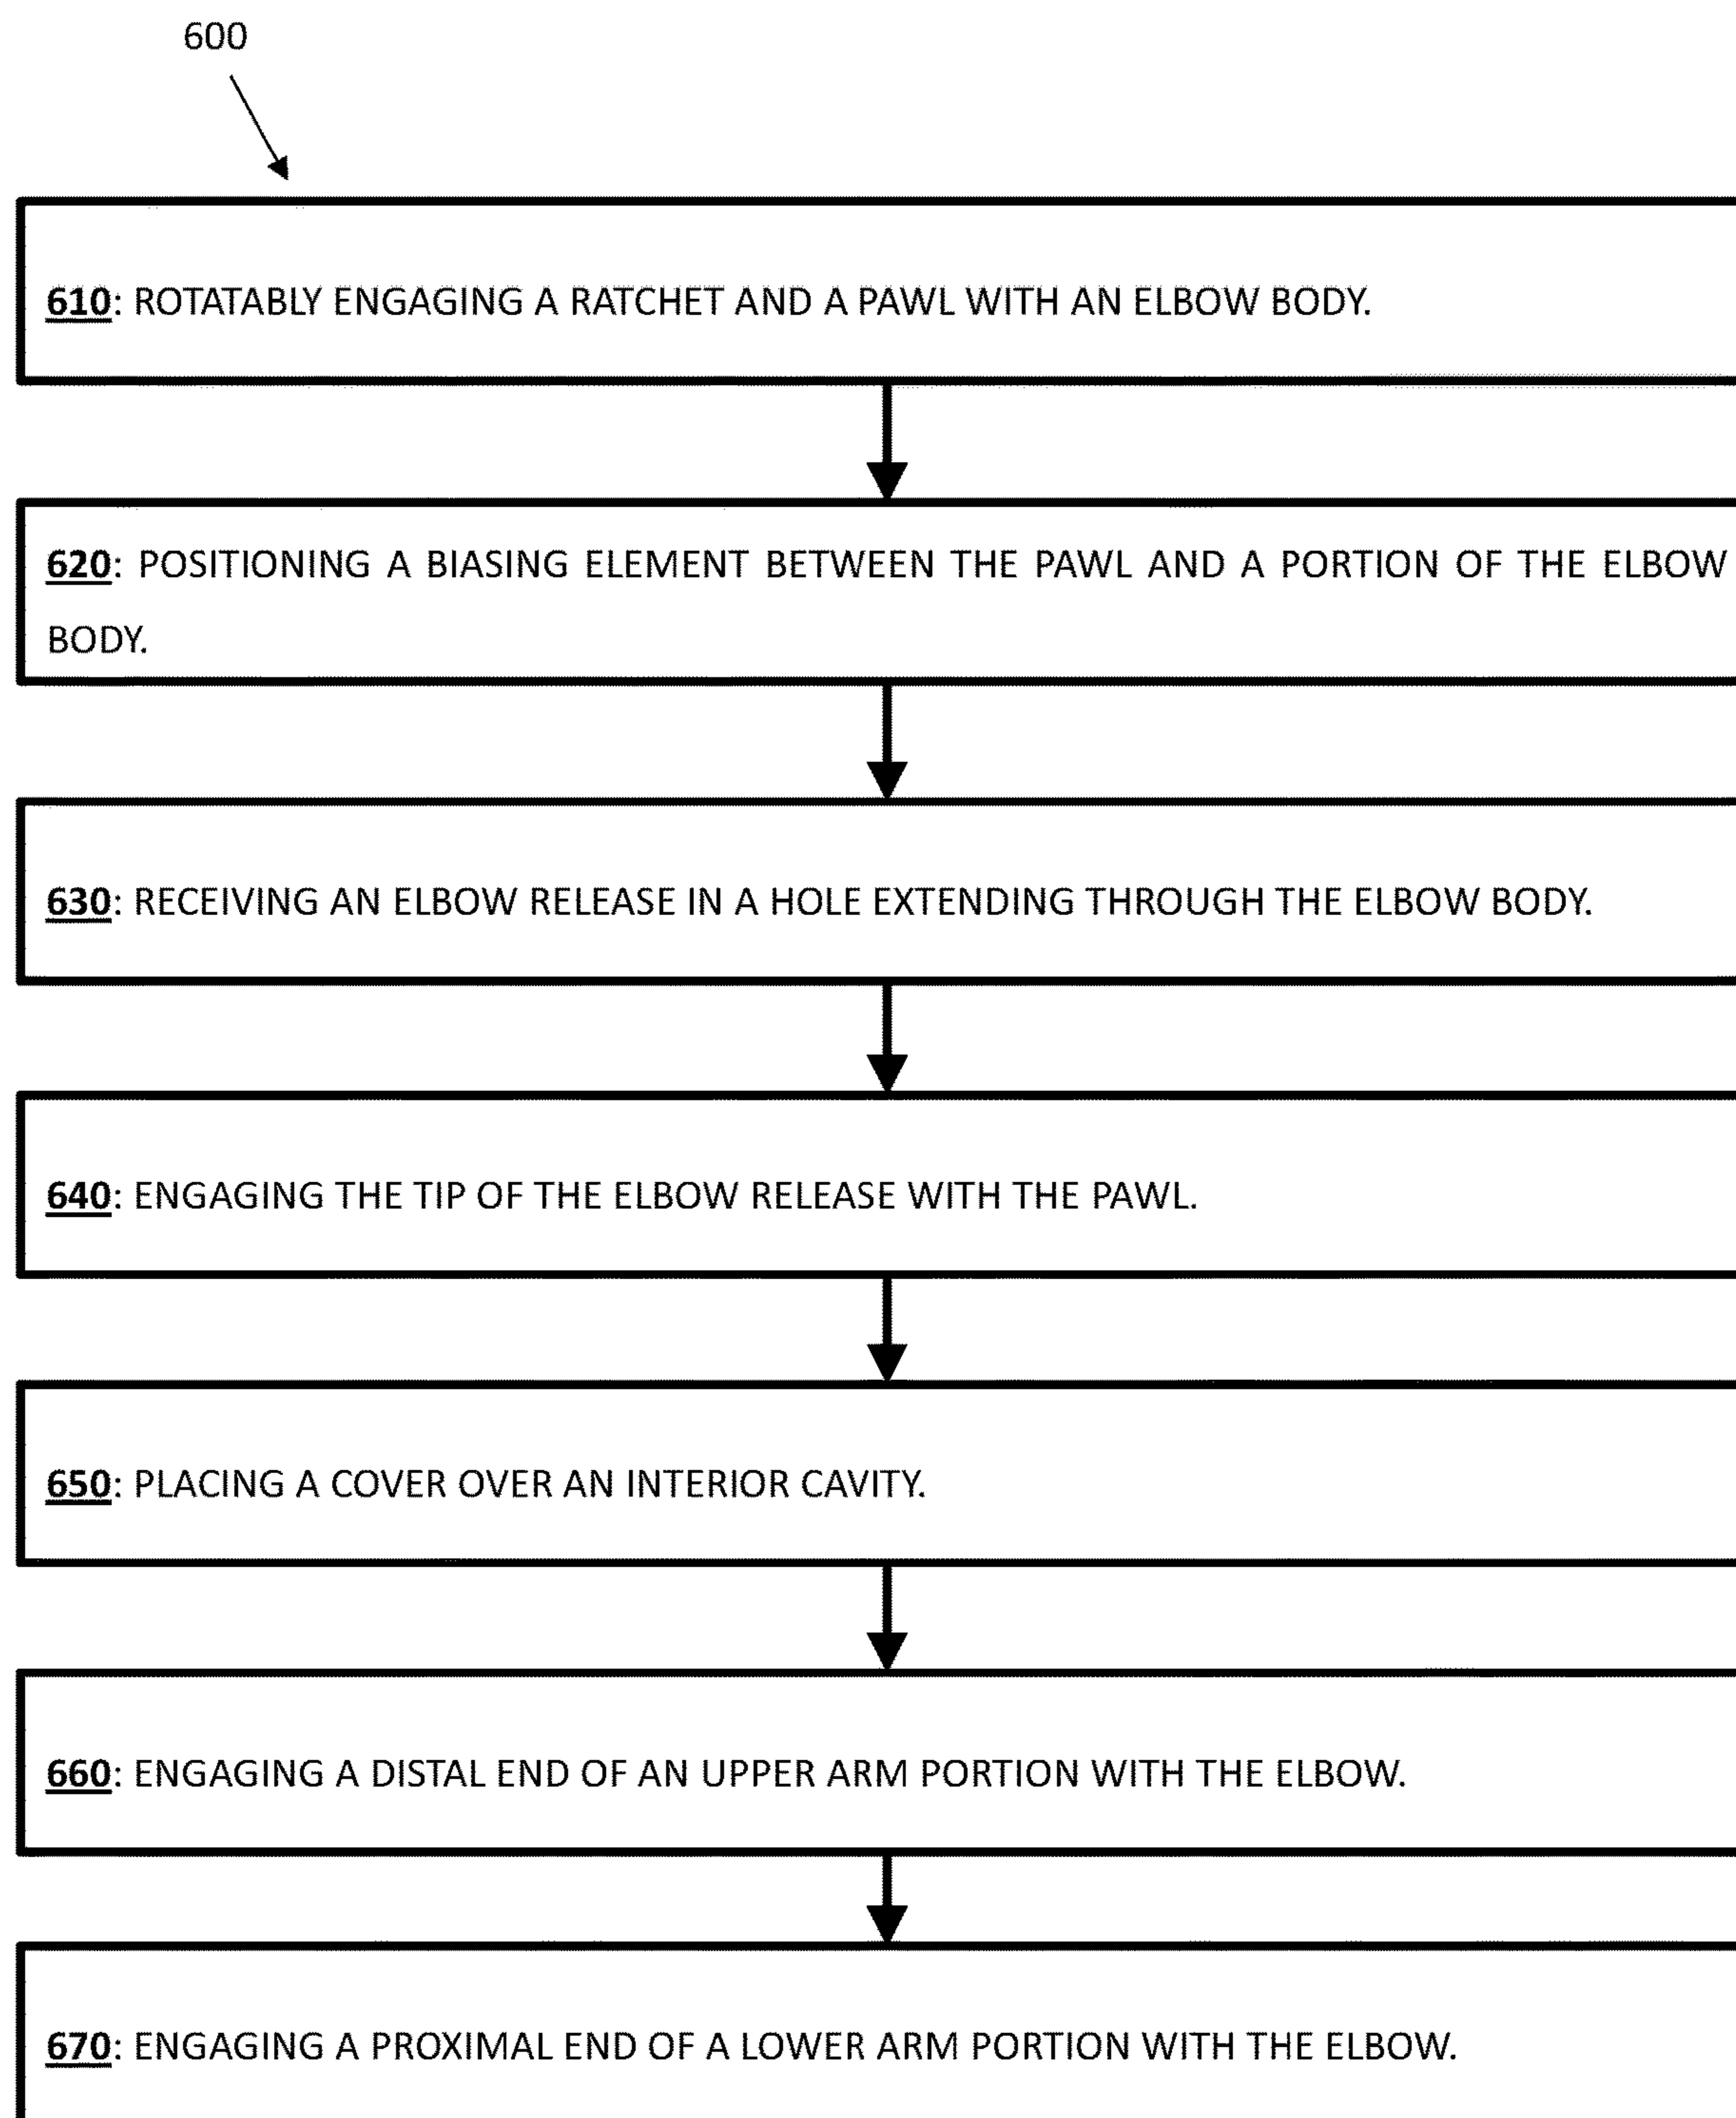 600
610: ROTATABLY ENGAGING A RATCHET AND A PAWL WITH AN ELBOW BODY.
620: POSITIONING A BIASING ELEMENT BETWEEN THE PAWL AND A PORTION OF THE ELBOW
BODY.
630: RECEIVING AN ELBOW RELEASE IN A HOLE EXTENDING THROUGH THE ELBOW BODY.
640: ENGAGING THE TIP OF THE ELBOW RELEASE WITH THE PAWL.
650: PLACING A COVER OVER AN INTERIOR CAVITY.
660: ENGAGING A DISTAL END OF AN UPPER ARM PORTION WITH THE ELBOW.
670: ENGAGING A PROXIMAL END OF A LOWER ARM PORTION WITH THE ELBOW.